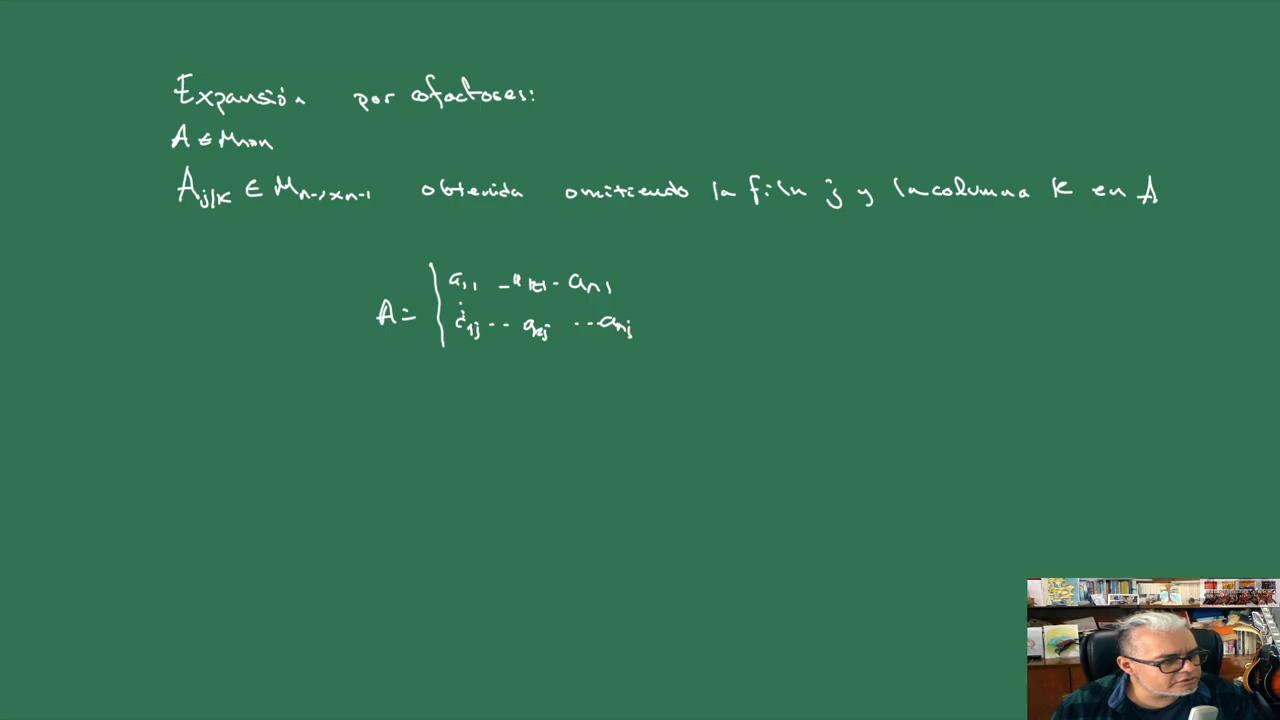 Expansión por cofactores:
A ∈ Mnxn
Aj|k ∈ Mn-1xn-1 obtenida omitiendo la fila j y la columna k en A
a11 ... ak1 ... an1
A=
a1j ... akj ... anj